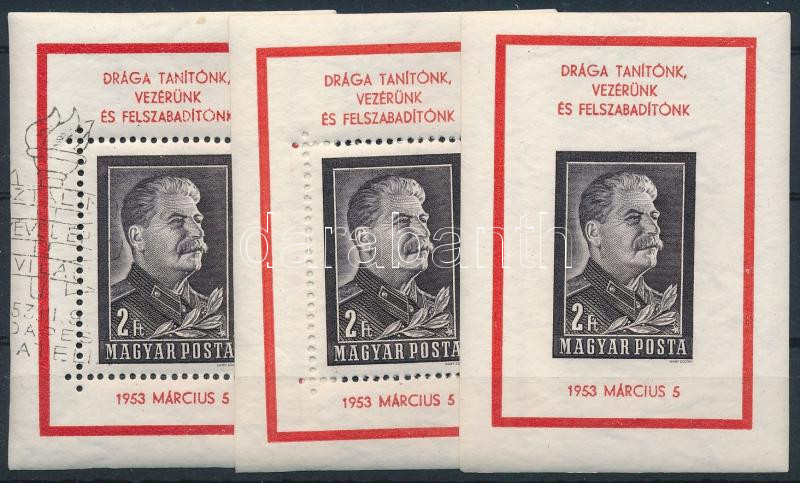 DRÁGA TANÍTÓNK,
VEZÉRÜNK
ÉS FELSZABADÍTÓNK
2 Ft
MAGYAR POSTA
1953 MÁRCIUS 5
DRÁGA TANÍTÓNK,
VEZÉRÜNK
ÉS FELSZABADÍTÓNK
2 Ft
MAGYAR POSTA
1953 MÁRCIUS 5
DRÁGA TANÍTÓNK,
VEZÉRÜNK
ÉS FELSZABADÍTÓNK
2 Ft
MAGYAR POSTA
1953 MÁRCIUS 5
darabanth